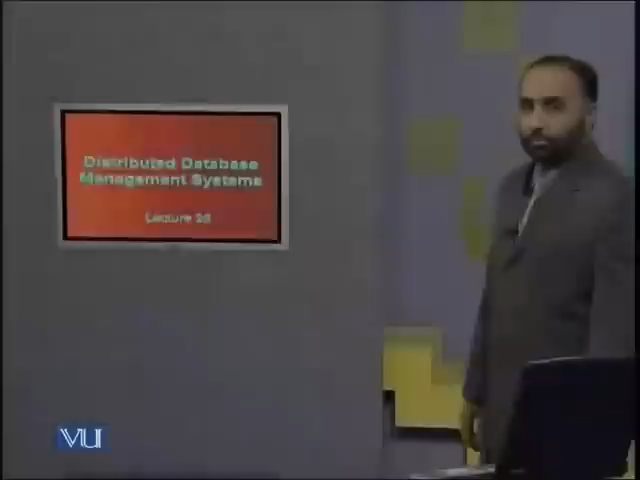 Distributed Database
Management Systems
Lecture
VU